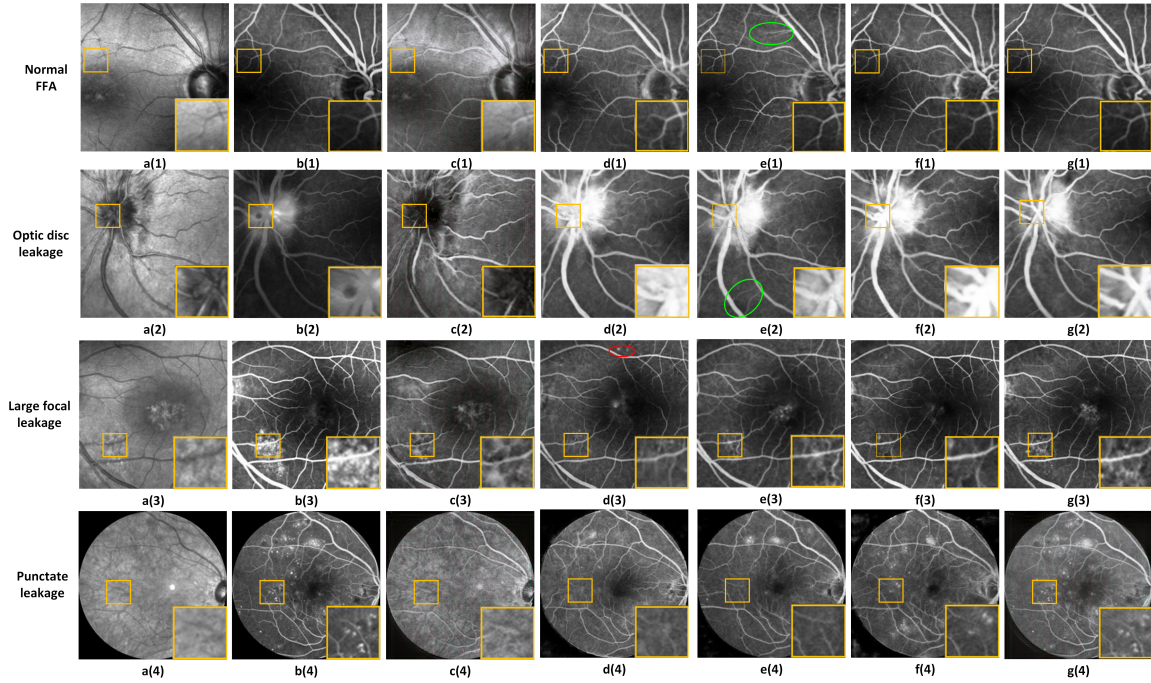 Normal
FFA
a(1) b(1) c(1) d(1) e(1) f(1) g(1)
Optic disc
leakage
a(2) b(2) c(2) d(2) e(2) f(2) g(2)
Large focal
leakage
a(3) b(3) c(3) d(3) e(3) f(3) g(3)
Punctate
leakage
a(4) b(4) c(4) d(4) e(4) f(4) g(4)